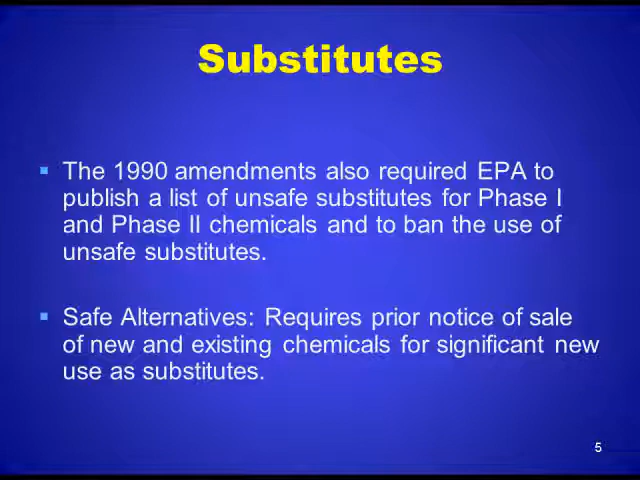 Substitutes
▪ The 1990 amendments also required EPA to
publish a list of unsafe substitutes for Phase I
and Phase II chemicals and to ban the use of
unsafe substitutes.
▪ Safe Alternatives: Requires prior notice of sale
of new and existing chemicals for significant new
use as substitutes.
5